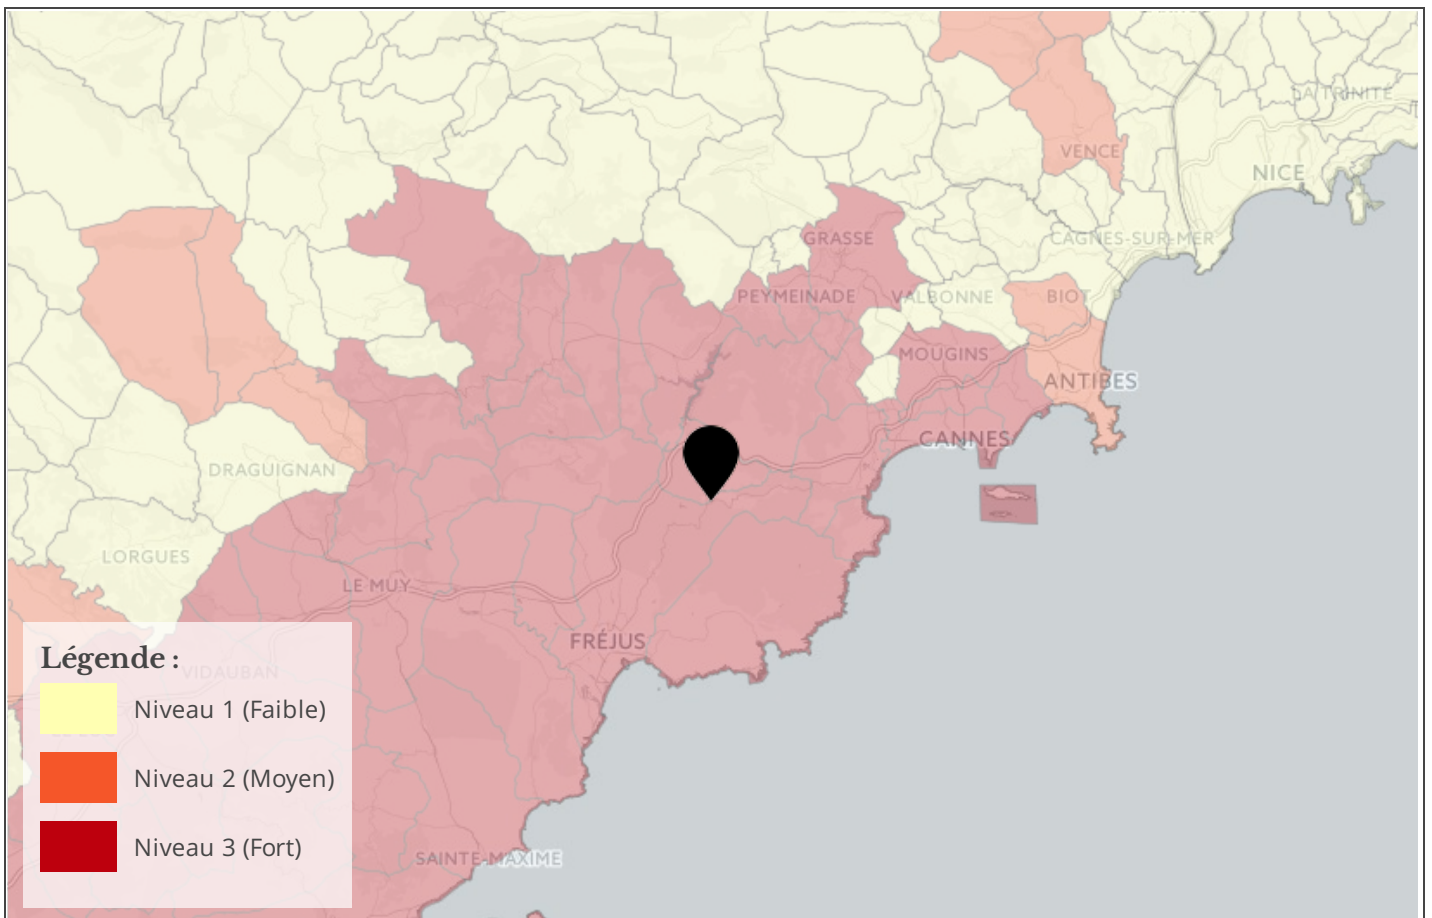 LA TRINITÉ
VENCE
NICE
GRASSE
CAGNES-SUR-MER
PEYMEINADE
VALBONNE
BIOT
MOUGINS
ANTIBES
CANNES
DRAGUIGNAN
LORGUES
LE MUY
FRÉJUS
Légende :
VIDAUBAN
Niveau 1 (Faible)
Niveau 2 (Moyen)
Niveau 3 (Fort)
SAINTE-MAXIME